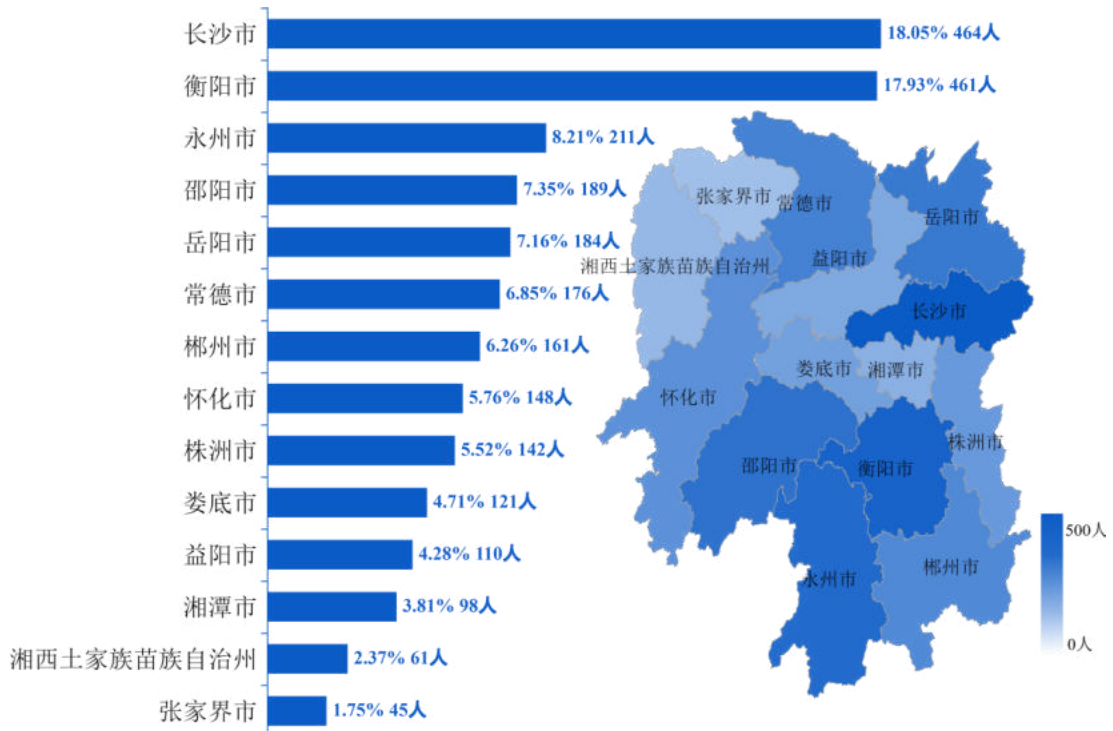 长沙市 18.05% 464人
衡阳市 17.93% 461人
永州市 8.21% 211人
邵阳市 7.35% 189人
岳阳市 7.16% 184人
常德市 6.85% 176人
郴州市 6.26% 161人
怀化市 5.76% 148人
株洲市 5.52% 142人
娄底市 4.71% 121人
益阳市 4.28% 110人
湘潭市 3.81% 98人
湘西土家族苗族自治州 2.37% 61人
张家界市 1.75% 45人
张家界市
常德市
岳阳市
益阳市
湘西土家族苗族自治州
长沙市
娄底市
湘潭市
怀化市
株洲市
邵阳市
衡阳市
郴州市
永州市
500人
0人